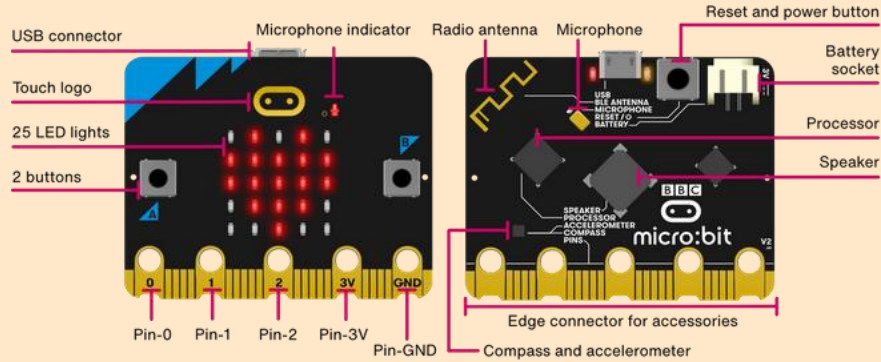 USB connector
Microphone indicator
Touch logo
25 LED lights
2 buttons
A
B
0
1
2
3V
GND
Pin-0
Pin-1
Pin-2
Pin-3V
Pin-GND
Radio antenna
Microphone
Reset and power button
Battery
socket
Processor
Speaker
3V
USB
BLE ANTENNA
MICROPHONE
RESET /
BATTERY
SPEAKER
PROCESSOR
ACCELEROMETER
COMPASS
PINS
BBC
micro:bit
V2
Edge connector for accessories
Compass and accelerometer